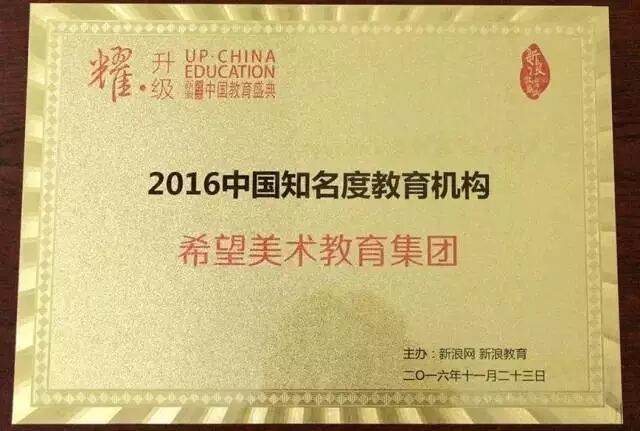 耀·升级
UP·CHINA
EDUCATION
中国教育盛典
新浪
2016中国知名度教育机构
希望美术教育集团
主办：新浪网 新浪教育
二〇一六年十一月二十三日